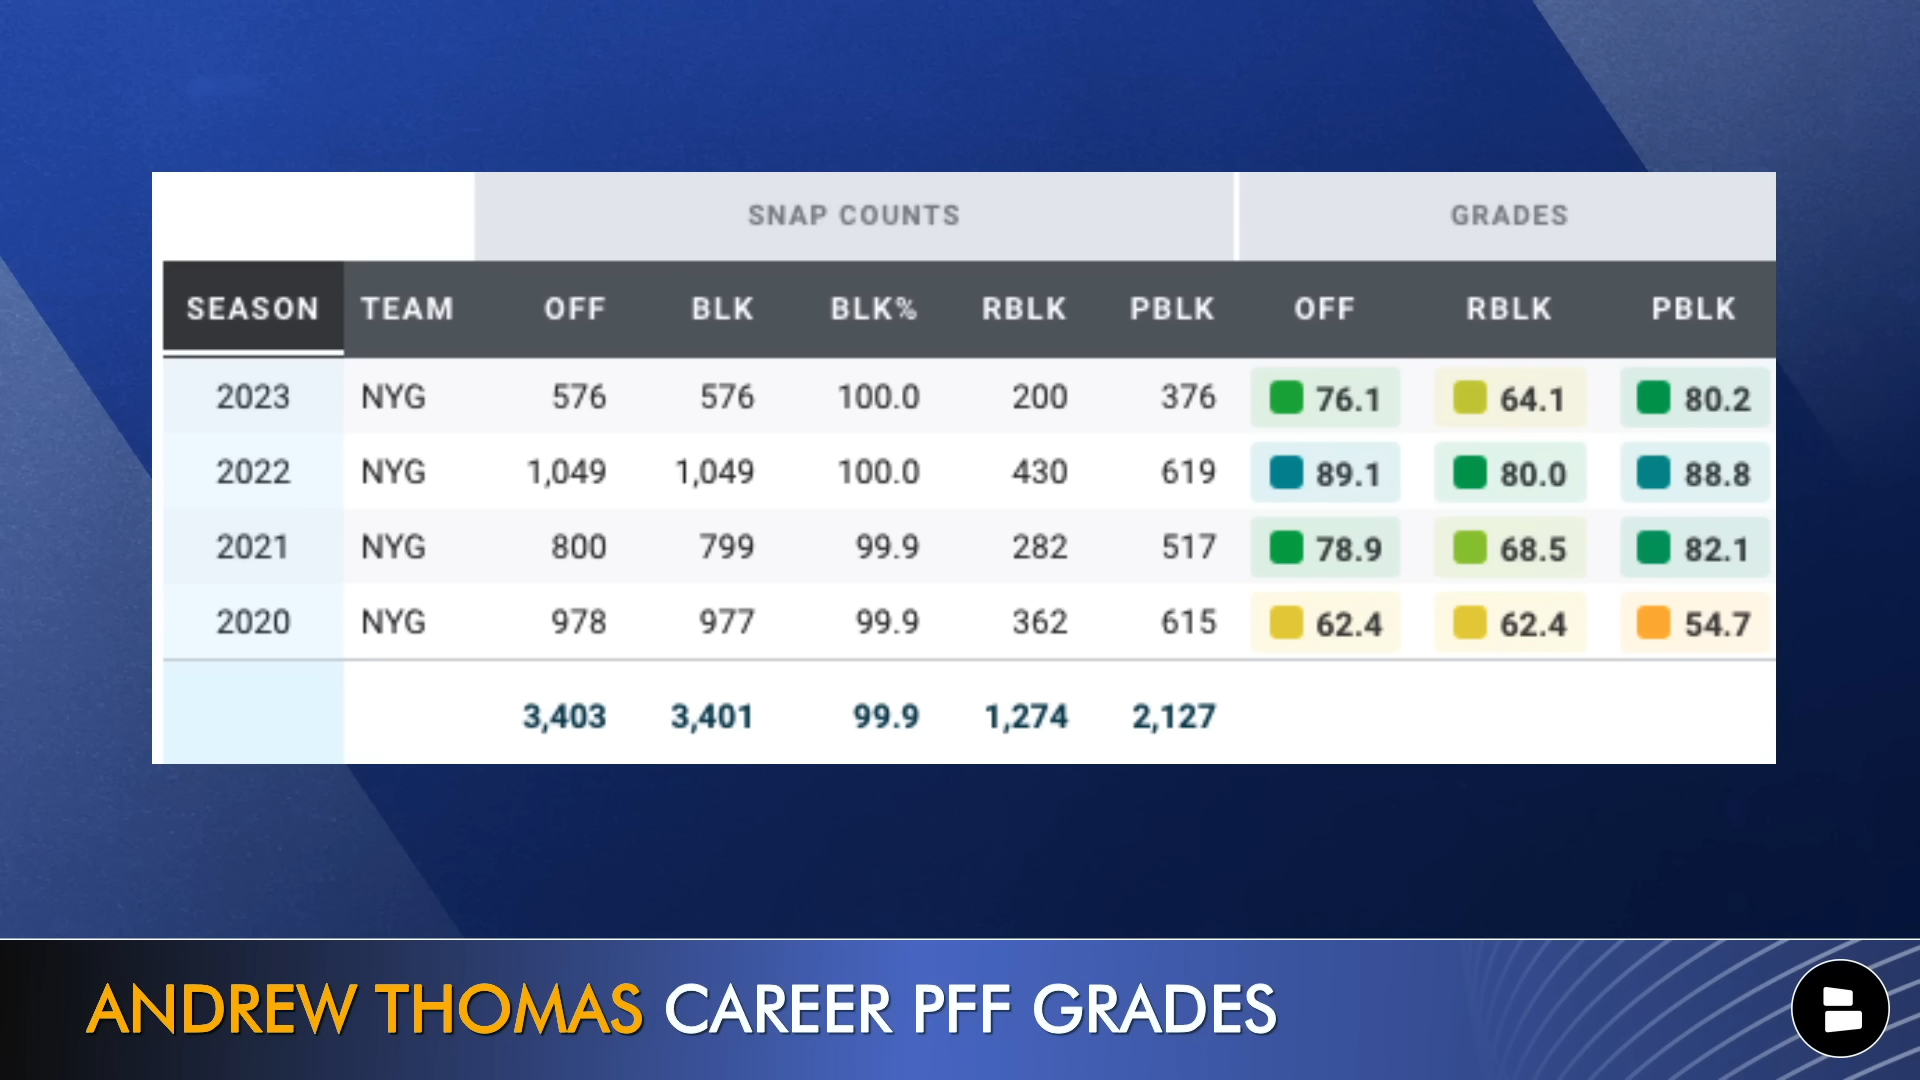 SNAP COUNTS GRADES
SEASON TEAM OFF BLK BLK% RBLK PBLK OFF RBLK PBLK
2023 NYG 576 576 100.0 200 376 76.1 64.1 80.2
2022 NYG 1,049 1,049 100.0 430 619 89.1 80.0 88.8
2021 NYG 800 799 99.9 282 517 78.9 68.5 82.1
2020 NYG 978 977 99.9 362 615 62.4 62.4 54.7
3,403 3,401 99.9 1,274 2,127
ANDREW THOMAS CAREER PFF GRADES